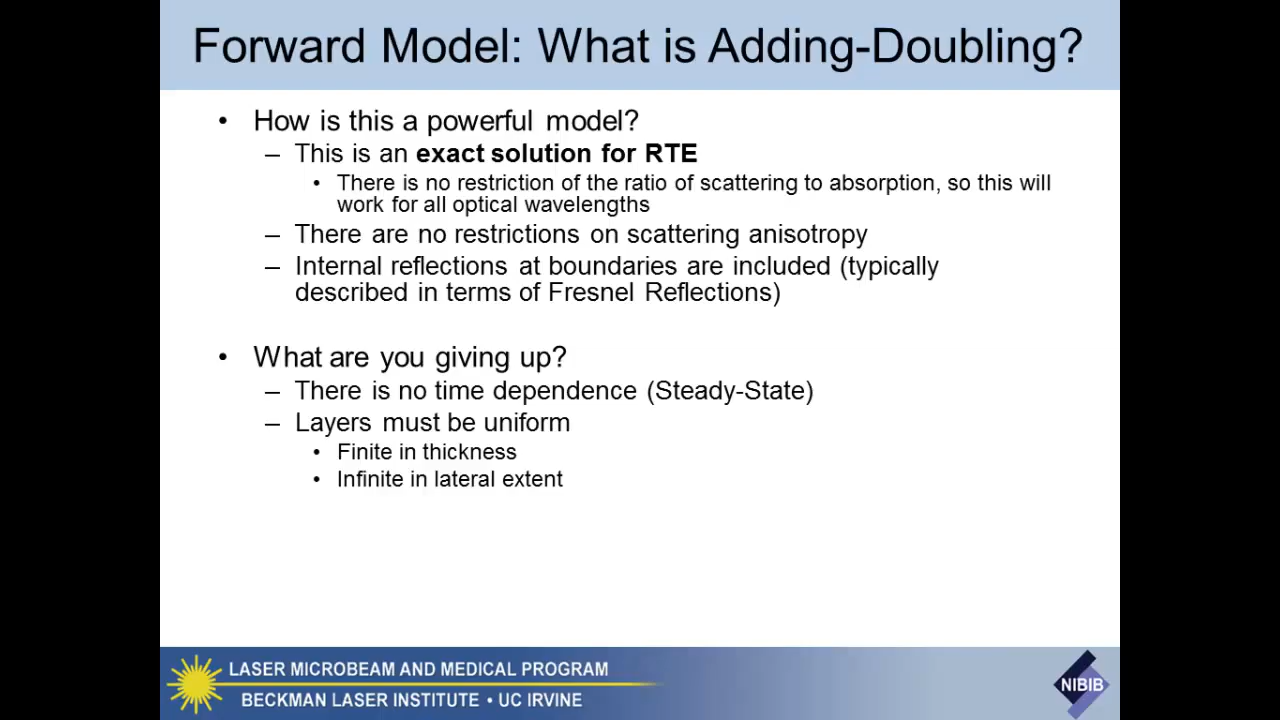 Forward Model: What is Adding-Doubling?
• How is this a powerful model?
– This is an exact solution for RTE
• There is no restriction of the ratio of scattering to absorption, so this will
work for all optical wavelengths
– There are no restrictions on scattering anisotropy
– Internal reflections at boundaries are included (typically
described in terms of Fresnel Reflections)
• What are you giving up?
– There is no time dependence (Steady-State)
– Layers must be uniform
• Finite in thickness
• Infinite in lateral extent
LASER MICROBEAM AND MEDICAL PROGRAM
BECKMAN LASER INSTITUTE • UC IRVINE
NIBIB